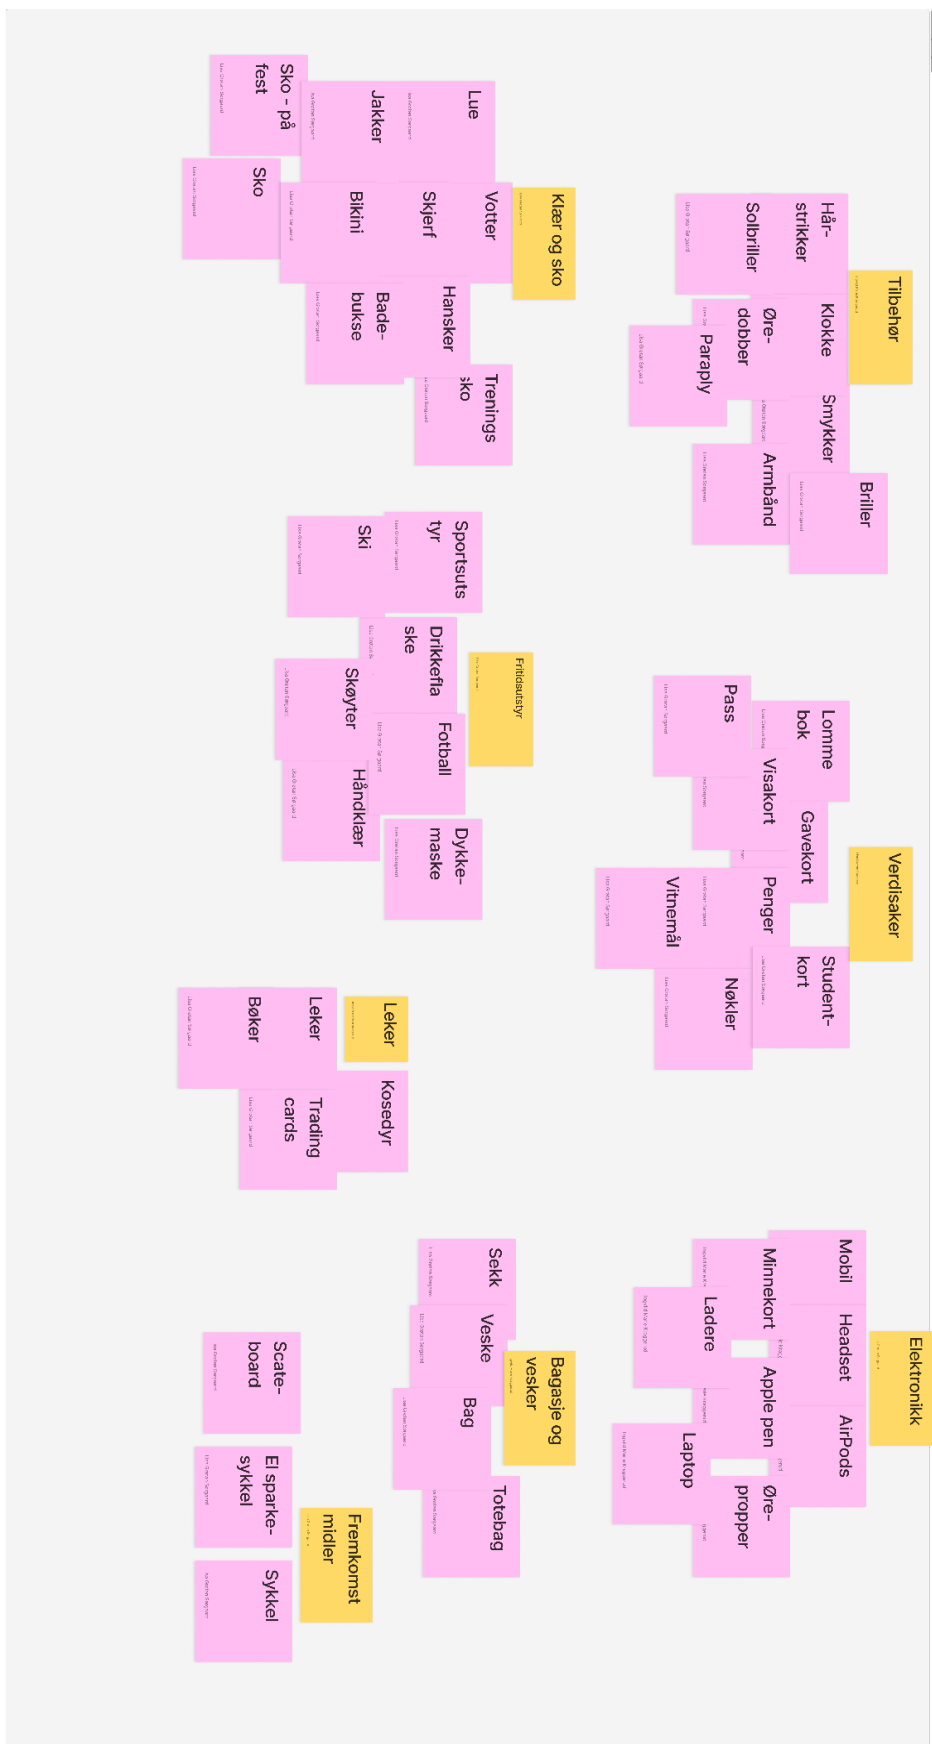 Tilbehør
Hår-
strikker
Solbriller
Klokke
Øre-
dobber
Paraply
Smykker
Armbånd
Briller
Verdisaker
Lomme
bok
Pass
Visakort
Gavekort
Penger
Vitnemål
Student-
kort
Nøkler
Elektronikk
Mobil
Minnekort
Headset
Ladere
Apple pen
AirPods
Laptop
Øre-
propper
Klær og sko
Lue
Jakker
Sko - på
fest
Sko
Votter
Skjerf
Bikini
Hansker
Bade-
bukse
Trenings
sko
Fritidsutstyr
Sportsuts
tyr
Ski
Drikkefla
ske
Skøyter
Fotball
Håndklær
Dykke-
maske
Leker
Leker
Bøker
Kosedyr
Trading
cards
Bagasje og
vesker
Sekk
Veske
Bag
Totebag
Fremkomst
midler
Scate-
board
El sparke-
sykkel
Sykkel